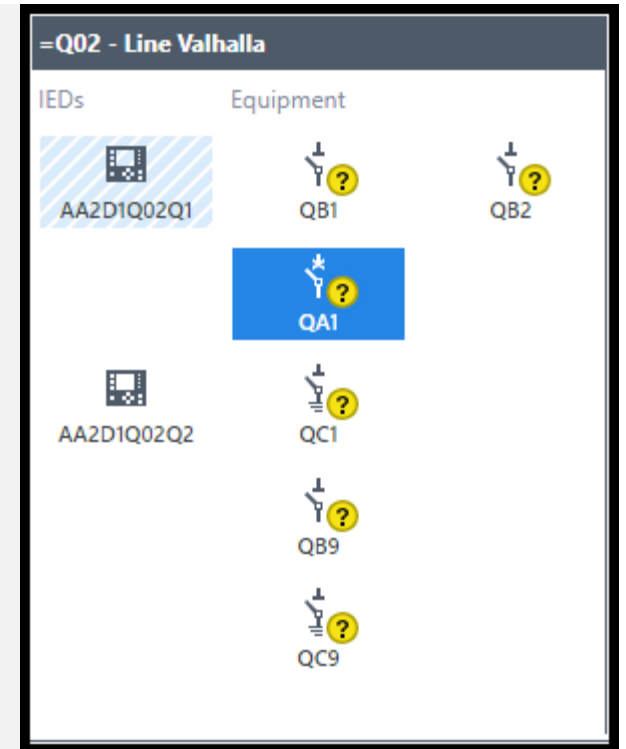 =Q02 - Line Valhalla
IEDs Equipment
AA2D1Q02Q1 ? QB1 ? QB2
? QA1
AA2D1Q02Q2 ? QC1
? QB9
? QC9